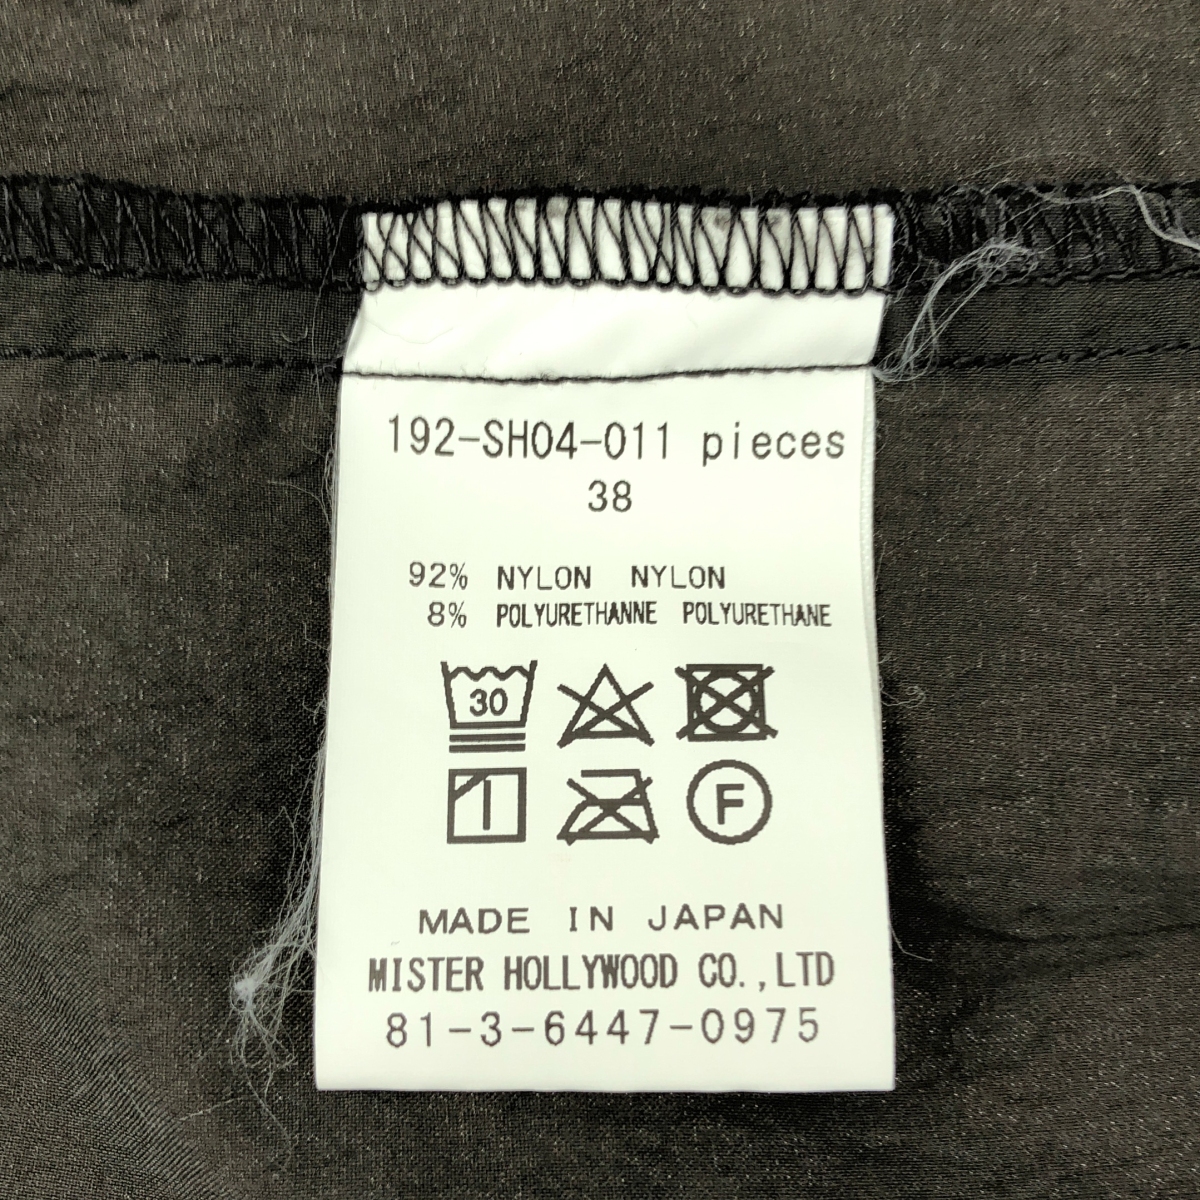 192-SH04-011 pieces
38
92% NYLON NYLON
8% POLYURETHANNE POLYURETHANE
30
F
MADE IN JAPAN
MISTER HOLLYWOOD CO.,LTD
81-3-6447-0975